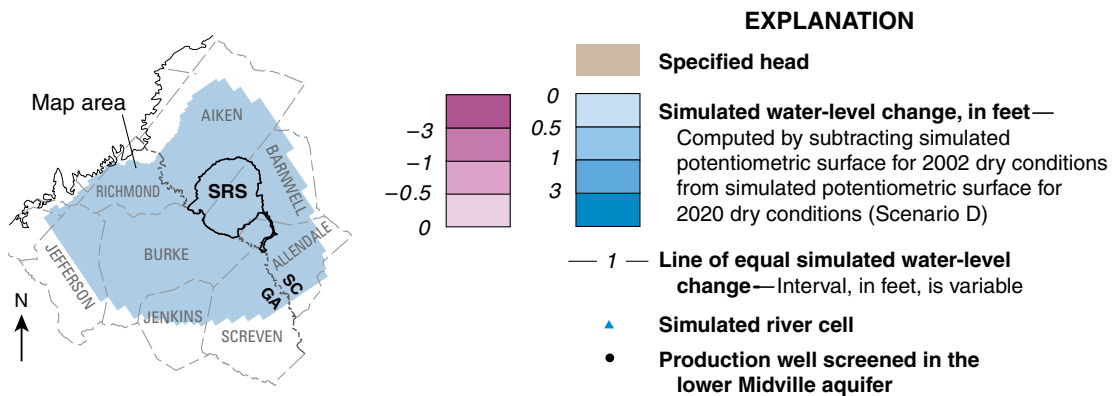 EXPLANATION
Specified head
Simulated water-level change, in feet—
Computed by subtracting simulated
potentiometric surface for 2002 dry conditions
from simulated potentiometric surface for
2020 dry conditions (Scenario D)
–3
–1
–0.5
0
0
0.5
1
3
— 1 — Line of equal simulated water-level
change—Interval, in feet, is variable
Simulated river cell
Production well screened in the
lower Midville aquifer
Map area
AIKEN
BARNWELL
RICHMOND
SRS
ALLENDALE
BURKE
JEFFERSON
SC
GA
JENKINS
SCREVEN
N